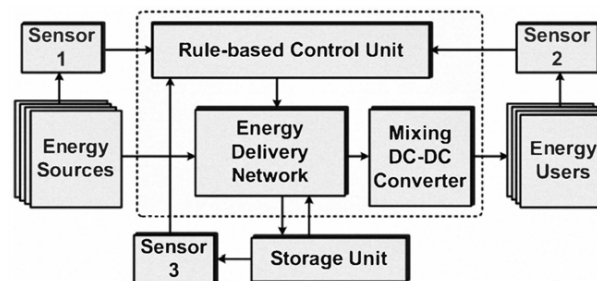 Sensor
1
Rule-based Control Unit
Sensor
2
Energy
Sources
Energy
Delivery
Network
Mixing
DC-DC
Converter
Energy
Users
Sensor
3
Storage Unit